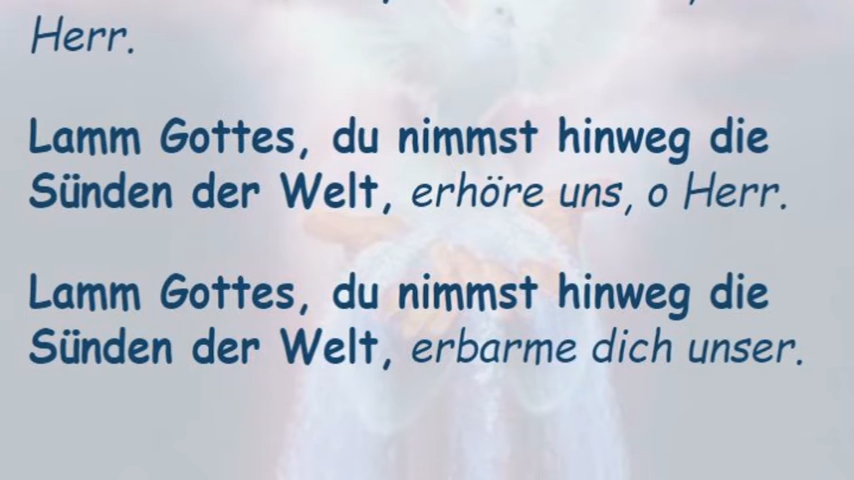 Herr.
Lamm Gottes, du nimmst hinweg die
Sünden der Welt, erhöre uns, o Herr.
Lamm Gottes, du nimmst hinweg die
Sünden der Welt, erbarme dich unser.